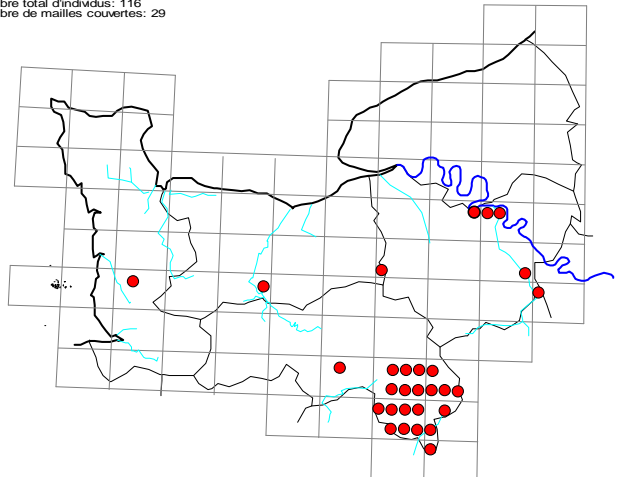 bre total d'individus: 116
bre de mailles couvertes: 29